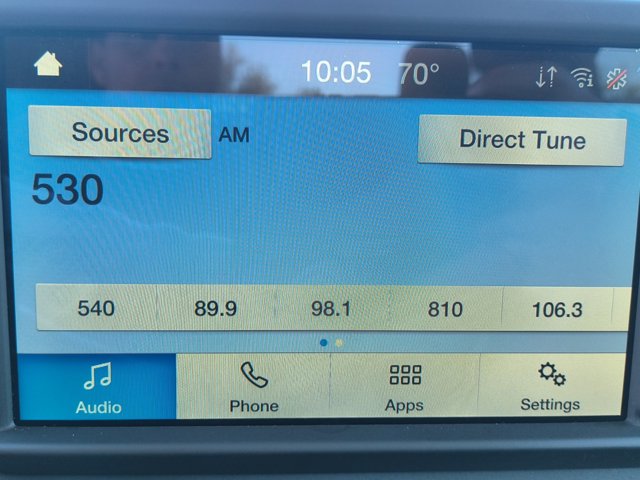 10:05 70°
Sources AM Direct Tune
530
540 89.9 98.1 810 106.3
Audio Phone Apps Settings